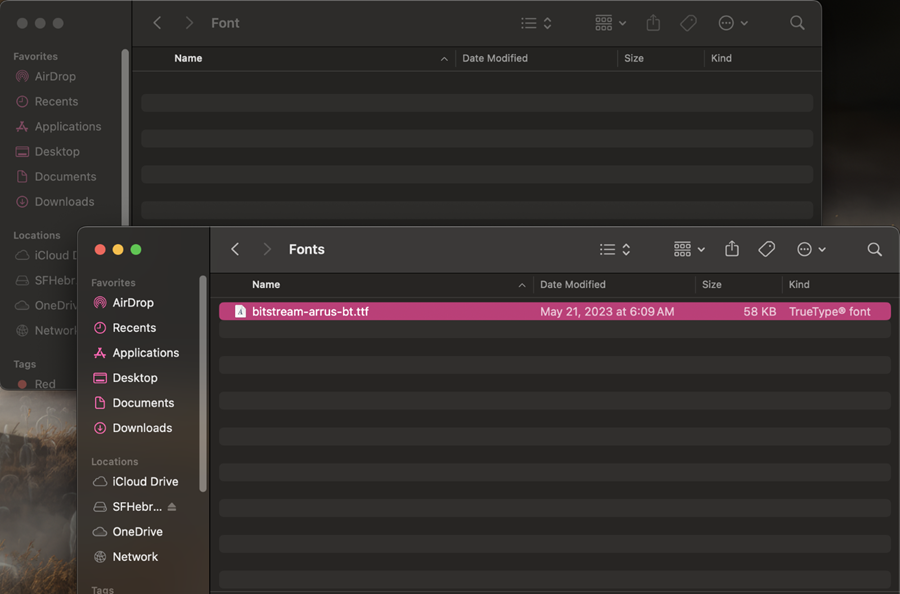 Font
Favorites
AirDrop
Recents
Applications
Desktop
Documents
Downloads
Locations
iCloud D
SFHebr
OneDriv
Network
Tags
Red
Name
Date Modified
Size
Kind
Fonts
Favorites
AirDrop
Recents
Applications
Desktop
Documents
Downloads
Locations
iCloud Drive
SFHebr...
OneDrive
Network
Tags
Name
Date Modified
Size
Kind
bitstream-arrus-bt.ttf
May 21, 2023 at 6:09 AM
58 KB
TrueType® font